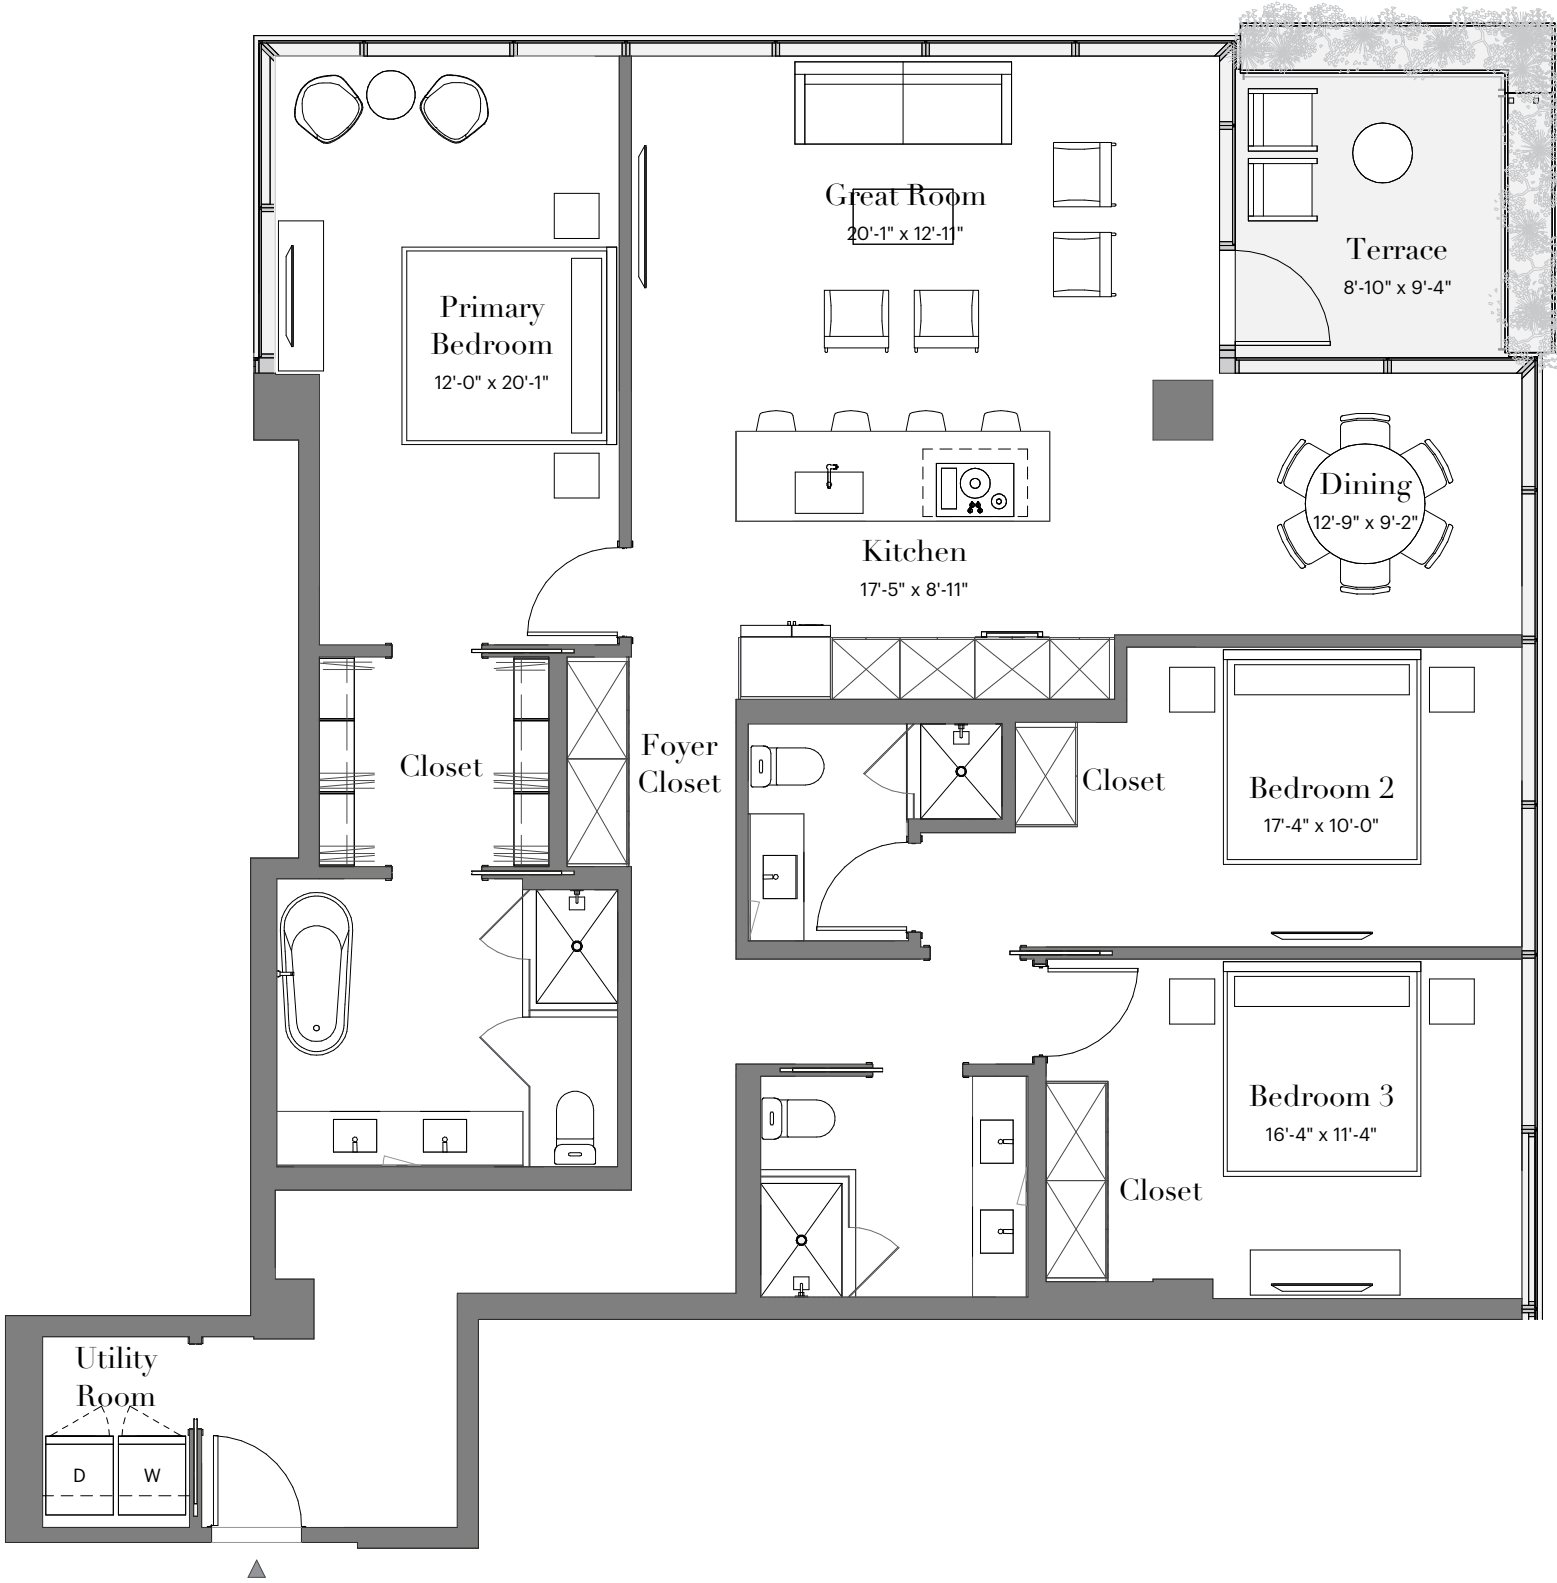 Great Room
20'-1" x 12'-11"
Terrace
8'-10" x 9'-4"
Primary
Bedroom
12'-0" x 20'-1"
Dining
12'-9" x 9'-2"
Kitchen
17'-5" x 8'-11"
Closet
Foyer
Closet
Closet
Bedroom 2
17'-4" x 10'-0"
Bedroom 3
16'-4" x 11'-4"
Closet
Utility
Room
D
W